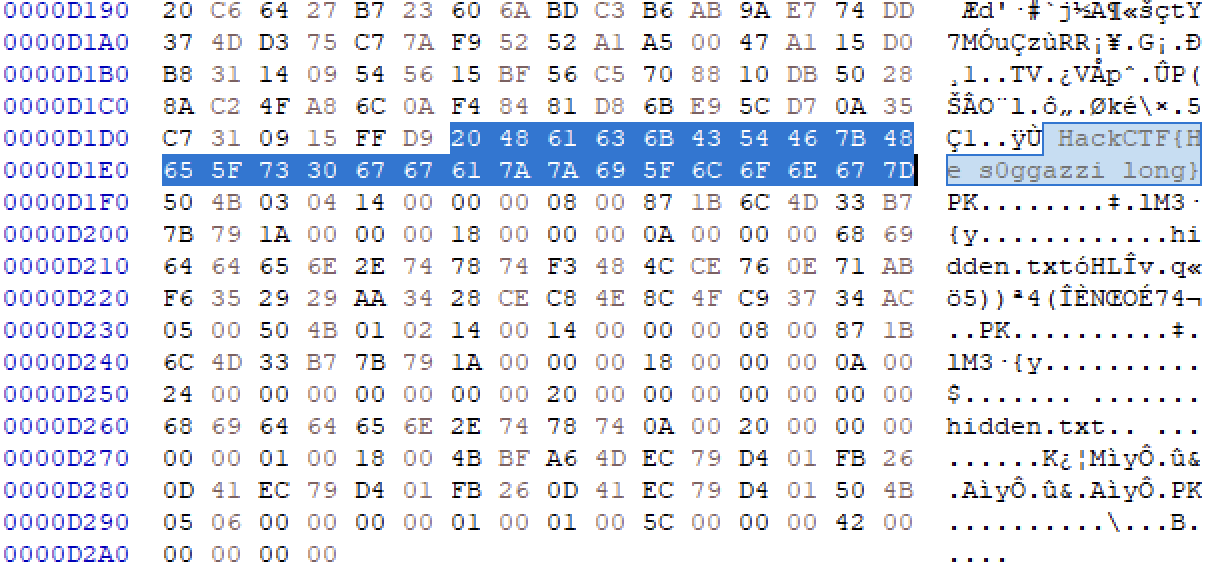 20 C6 64 27 B7 23 60 6A BD C3 B6 AB 9A E7 74 DD Æd'·#`j½Ã¶«šçtÝ
0000D1A0 37 4D D3 75 C7 7A F9 52 52 A1 A5 00 47 A1 15 D0 7MÓuÇzùRR¡¥.G¡.Ð
0000D1B0 B8 31 14 09 54 56 15 BF 56 C5 70 88 10 DB 50 28 ¸1..TV.¿VÅpˆ.ÛP(
0000D1C0 8A C2 4F A8 6C 0A F4 84 81 D8 6B E9 5C D7 0A 35 ŠÂO¨l.ô„.Øké\×.5
0000D1D0 C7 31 09 15 FF D9 20 48 61 63 6B 43 54 46 7B 48 Ç1..ÿÙ HackCTF{H
0000D1E0 65 5F 73 30 67 67 61 7A 7A 69 5F 6C 6F 6E 67 7D e_s0ggazzi_long}
0000D1F0 50 4B 03 04 14 00 00 00 08 00 87 1B 6C 4D 33 B7 PK........‡.lM3·
0000D200 7B 79 1A 00 00 00 18 00 00 00 0A 00 00 00 68 69 {y............hi
0000D210 64 64 65 6E 2E 74 78 74 F3 48 4C CE 76 0E 71 AB dden.txtóHLÎv.q«
0000D220 F6 35 29 29 AA 34 28 CE C8 4E 8C 4F C9 37 34 AC ö5))ª4(ÎÈNŒOÉ74¬
0000D230 05 00 50 4B 01 02 14 00 14 00 00 00 08 00 87 1B ..PK..........‡.
0000D240 6C 4D 33 B7 7B 79 1A 00 00 00 18 00 00 00 0A 00 lM3·{y..........
0000D250 24 00 00 00 00 00 00 00 20 00 00 00 00 00 00 00 $....... .......
0000D260 68 69 64 64 65 6E 2E 74 78 74 0A 00 20 00 00 00 hidden.txt.. ...
0000D270 00 00 01 00 18 00 4B BF A6 4D EC 79 D4 01 FB 26 ......K¿¦MìyÔ.û&
0000D280 0D 41 EC 79 D4 01 FB 26 0D 41 EC 79 D4 01 50 4B .AìyÔ.û&.AìyÔ.PK
0000D290 05 06 00 00 00 00 01 00 01 00 5C 00 00 00 42 00 ..........\...B.
0000D2A0 00 00 00 00 ....